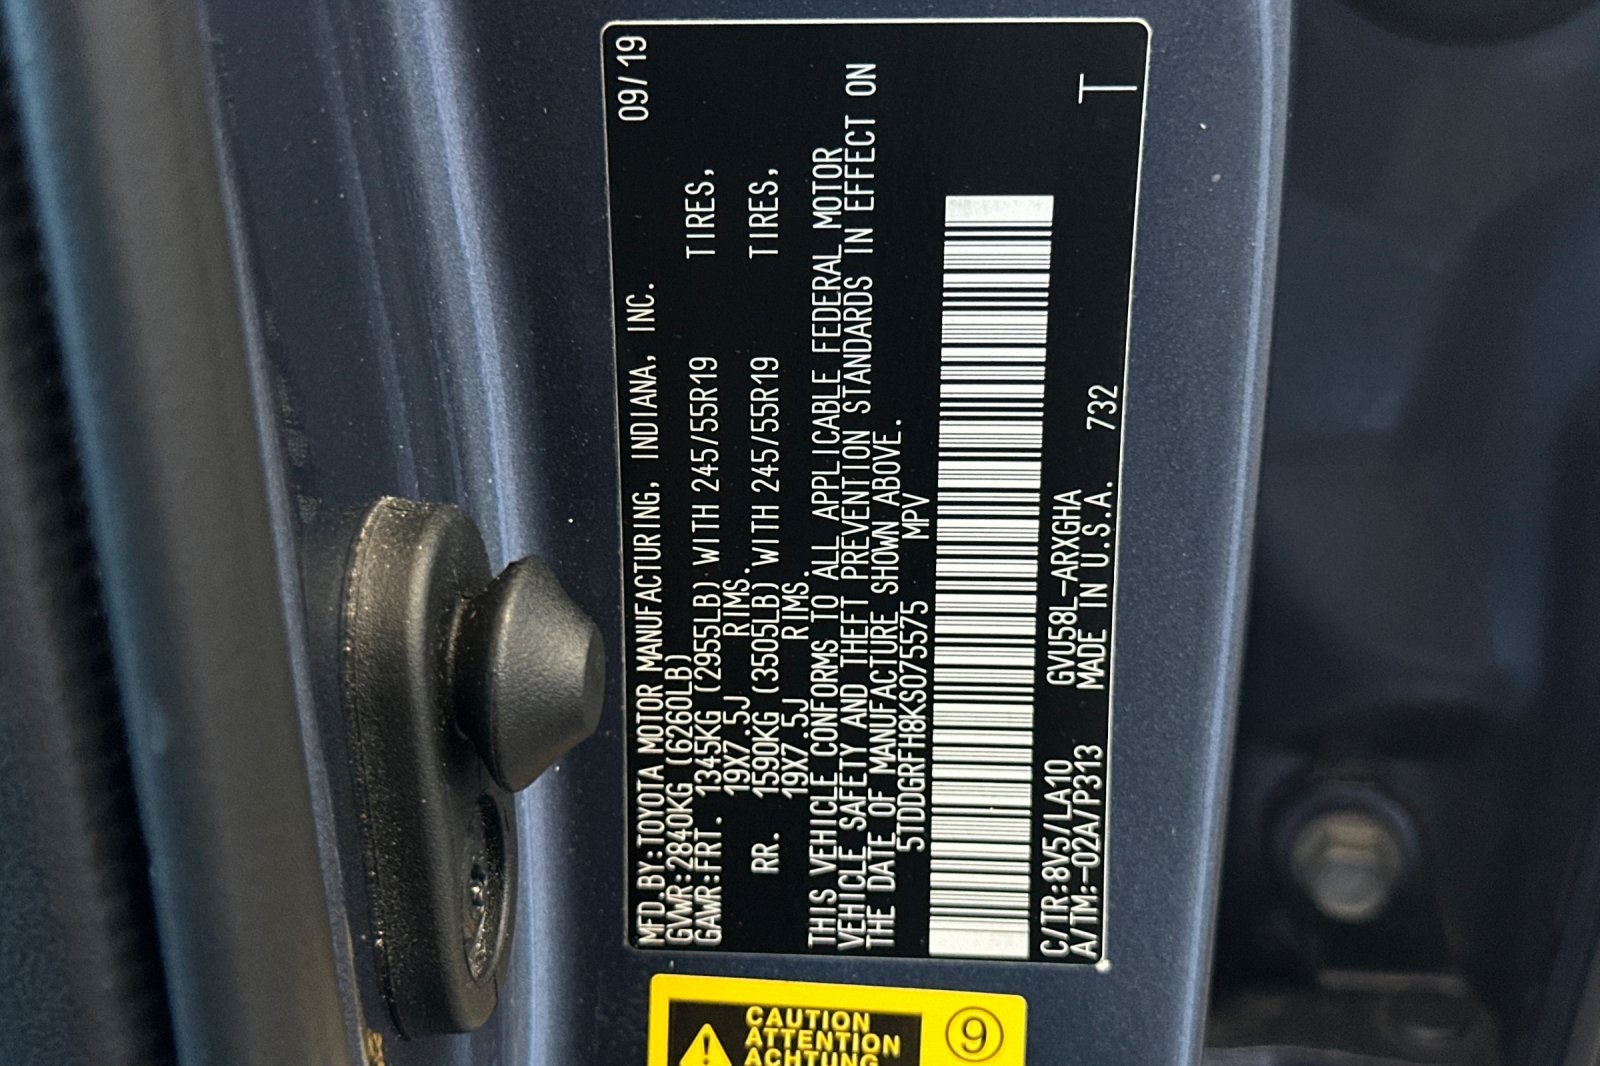 09/19
MFD.BY:TOYOTA MOTOR MANUFACTURING, INDIANA, INC.
GVWR:2840KG (6260LB)
GAWR:FRT. 1345KG (2955LB) WITH 245/55R19 TIRES,
19X7.5J RIMS.
RR. 1590KG (3505LB) WITH 245/55R19 TIRES,
19X7.5J RIMS.
THIS VEHICLE CONFORMS TO ALL APPLICABLE FEDERAL MOTOR
VEHICLE SAFETY AND THEFT PREVENTION STANDARDS IN EFFECT ON
THE DATE OF MANUFACTURE SHOWN ABOVE.
5TDDGRFH8KS075575 MPV
C/TR:8V5/LA10 GVU58L-ARXGHA
A/TM:-02A/P313 MADE IN U.S.A. 732 T
CAUTION
ATTENTION
ACHTUNG
9